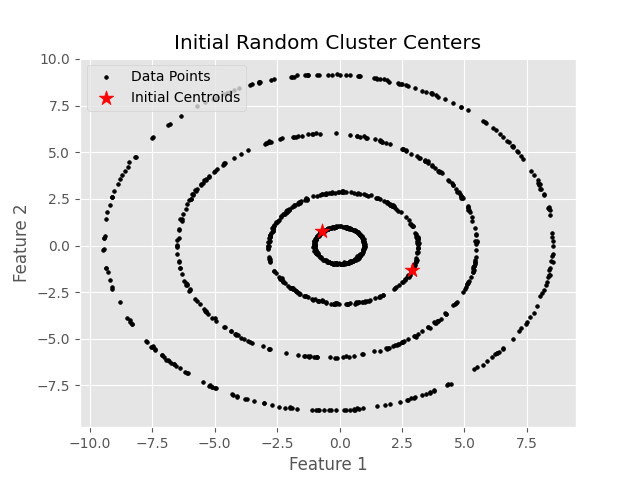 Initial Random Cluster Centers
Data Points
Initial Centroids
10.0
7.5
5.0
2.5
0.0
−2.5
−5.0
−7.5
Feature 2
−10.0 −7.5 −5.0 −2.5 0.0 2.5 5.0 7.5
Feature 1